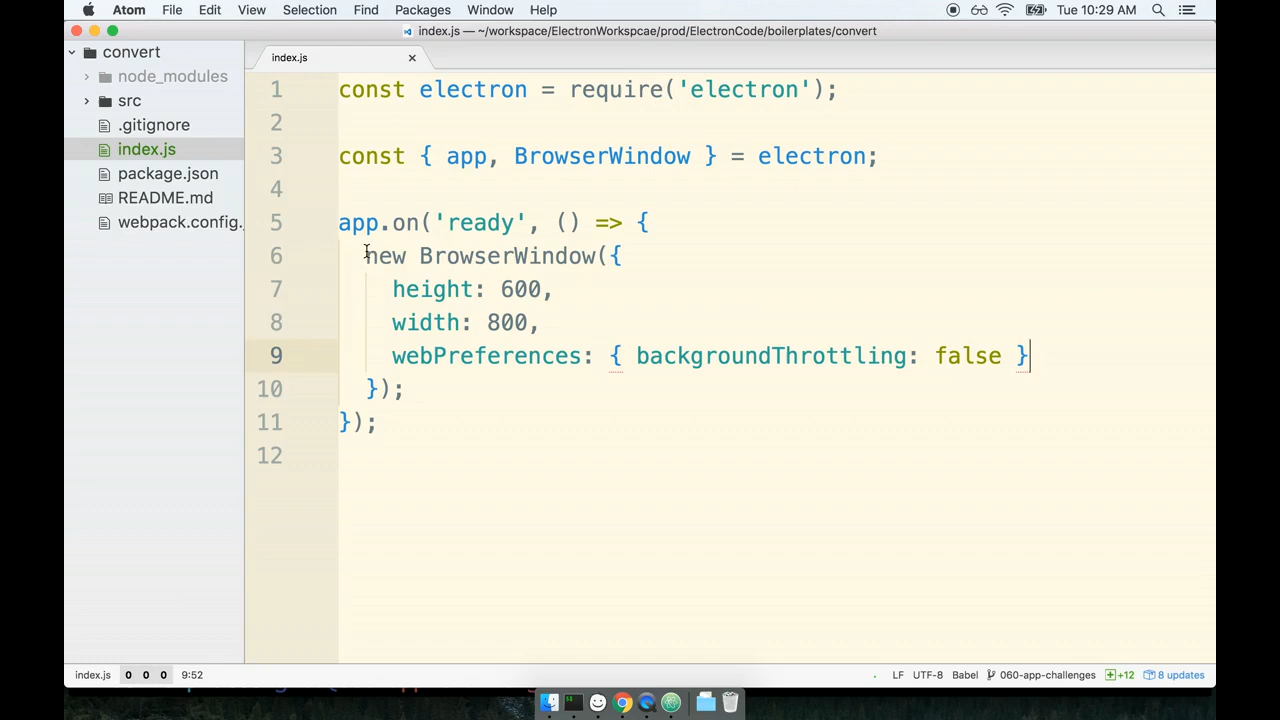 Atom File Edit View Selection Find Packages Window Help Tue 10:29 AM
index.js — ~/workspace/ElectronWorkspcae/prod/ElectronCode/boilerplates/convert
convert
node_modules
src
.gitignore
index.js
package.json
README.md
webpack.config.
index.js
1 const electron = require('electron');
2
3 const { app, BrowserWindow } = electron;
4
5 app.on('ready', () => {
6 new BrowserWindow({
7 height: 600,
8 width: 800,
9 webPreferences: { backgroundThrottling: false }
10 });
11 });
12
index.js 0 0 0 9:52 LF UTF-8 Babel 060-app-challenges +12 8 updates